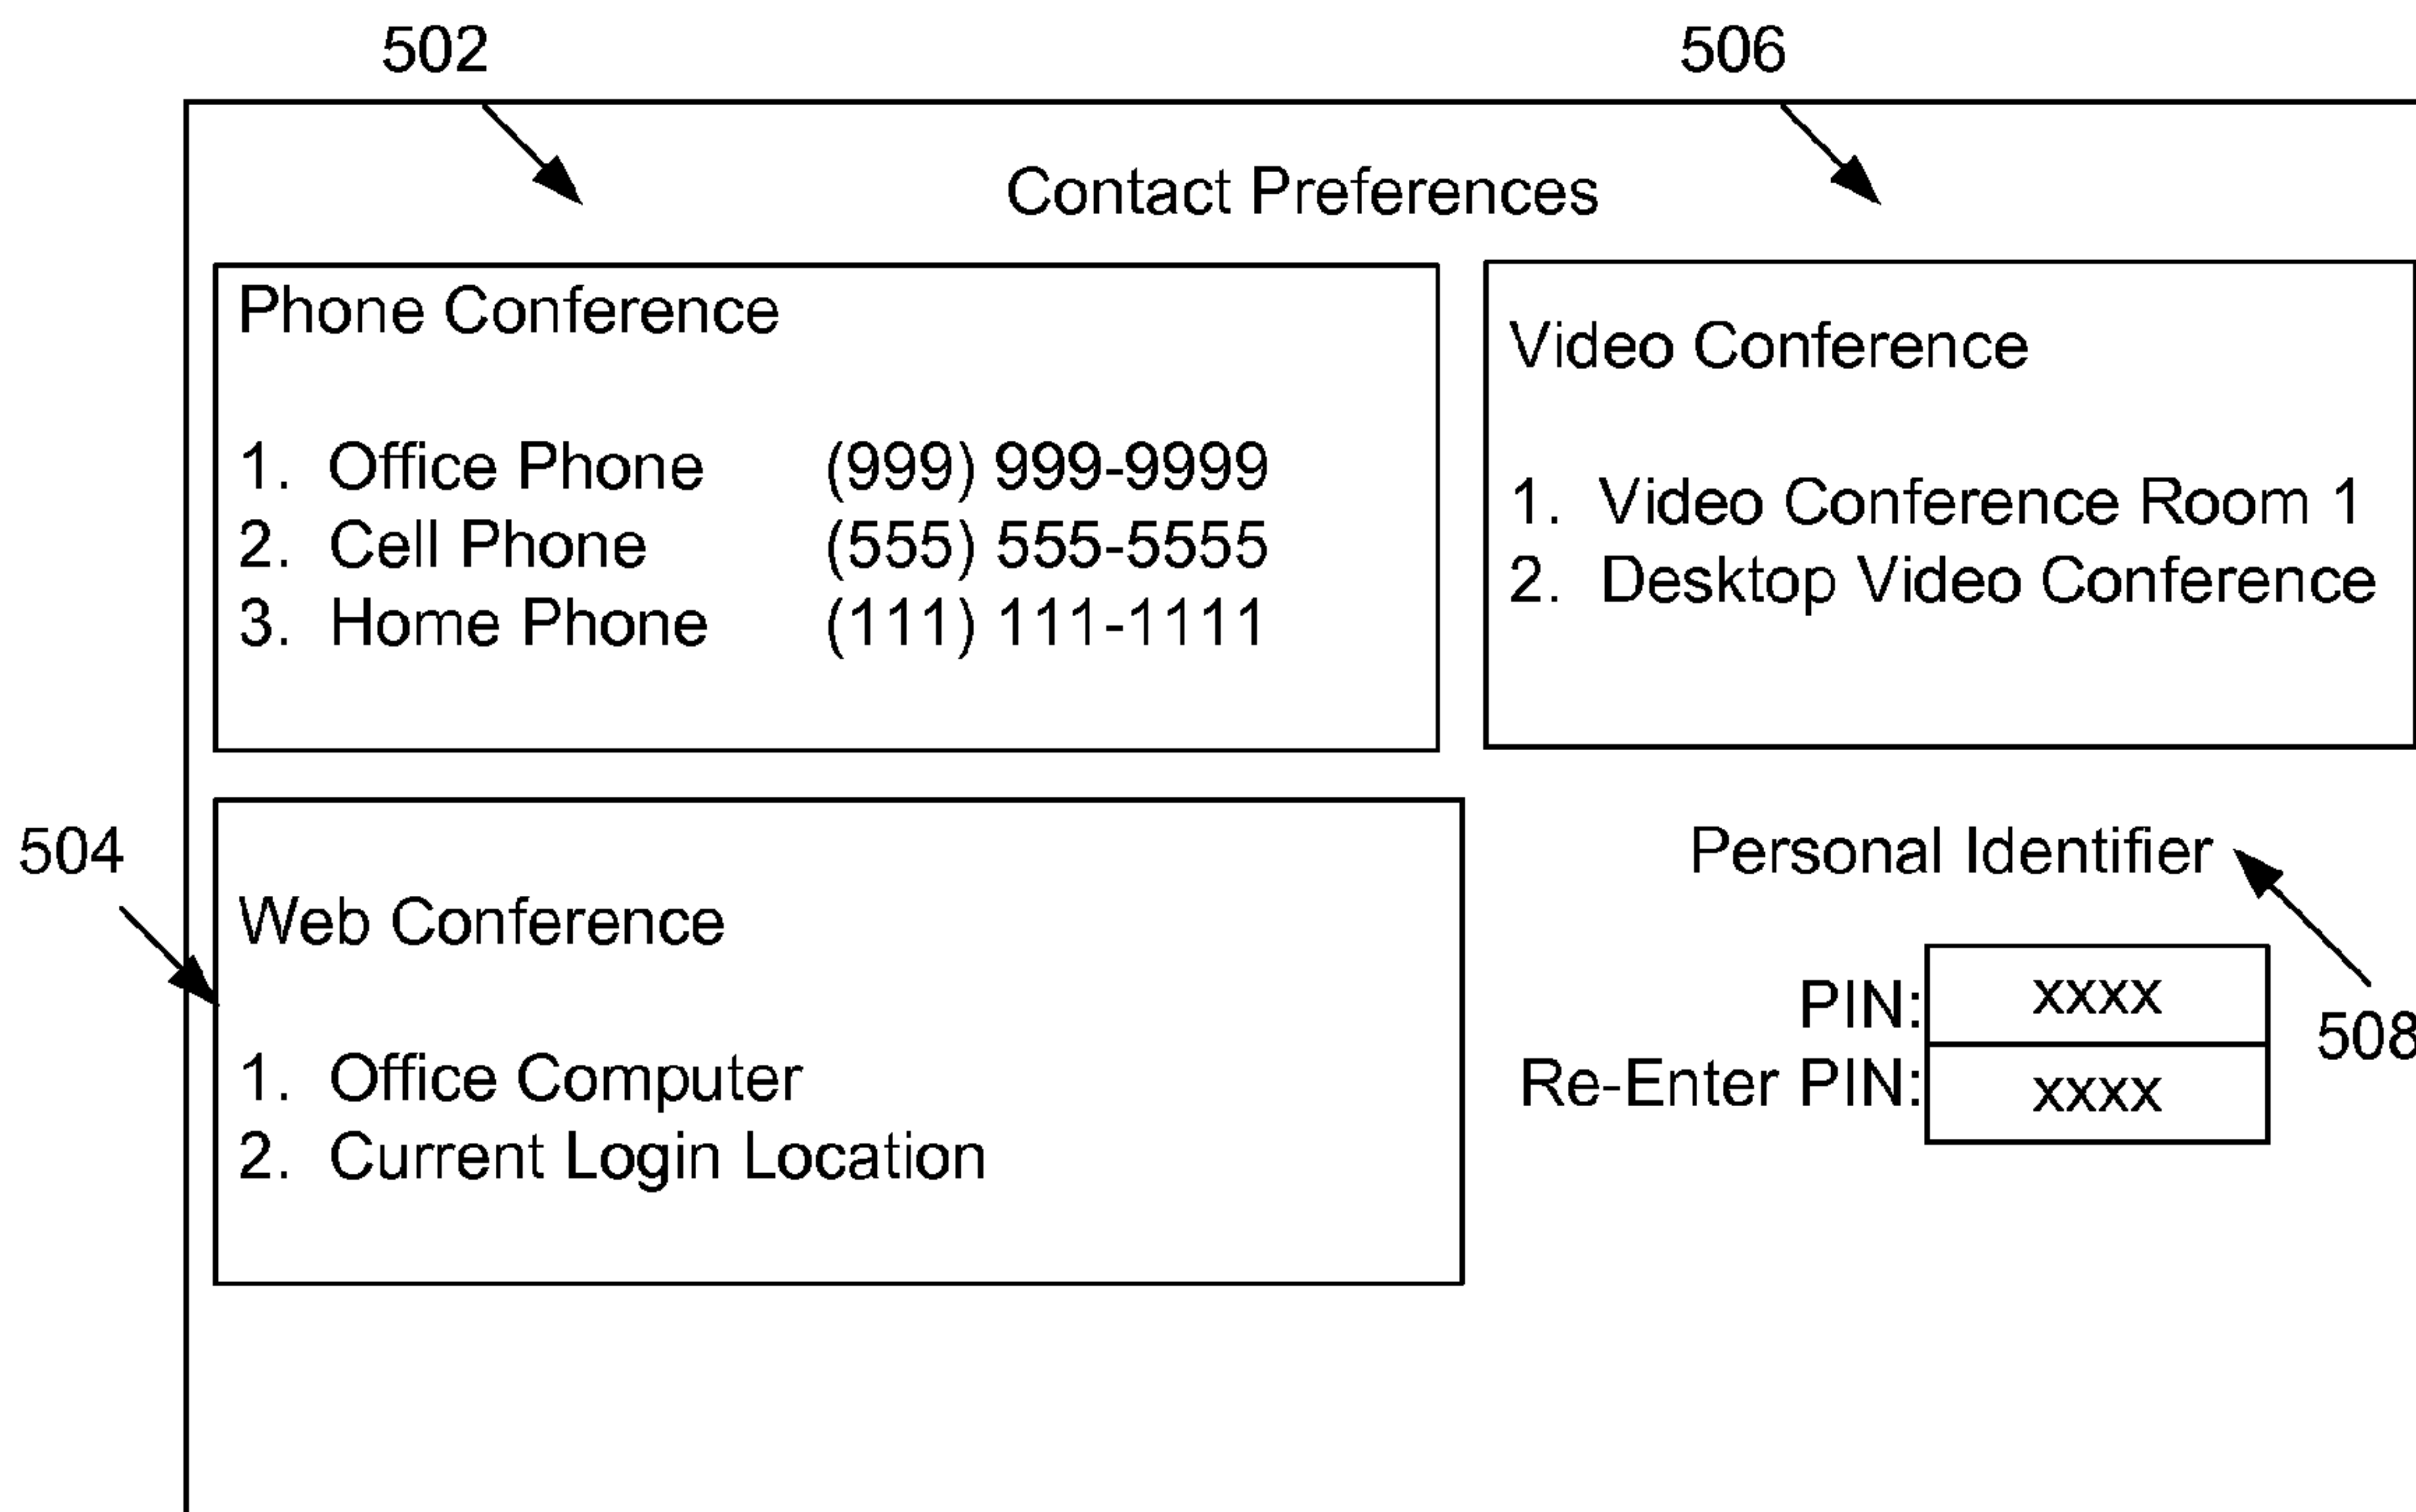 502
506
Contact Preferences
Phone Conference
1. Office Phone (999) 999-9999
2. Cell Phone (555) 555-5555
3. Home Phone (111) 111-1111
Video Conference
1. Video Conference Room 1
2. Desktop Video Conference
504
Web Conference
1. Office Computer
2. Current Login Location
Personal Identifier
PIN: xxxx
Re-Enter PIN: xxxx
508